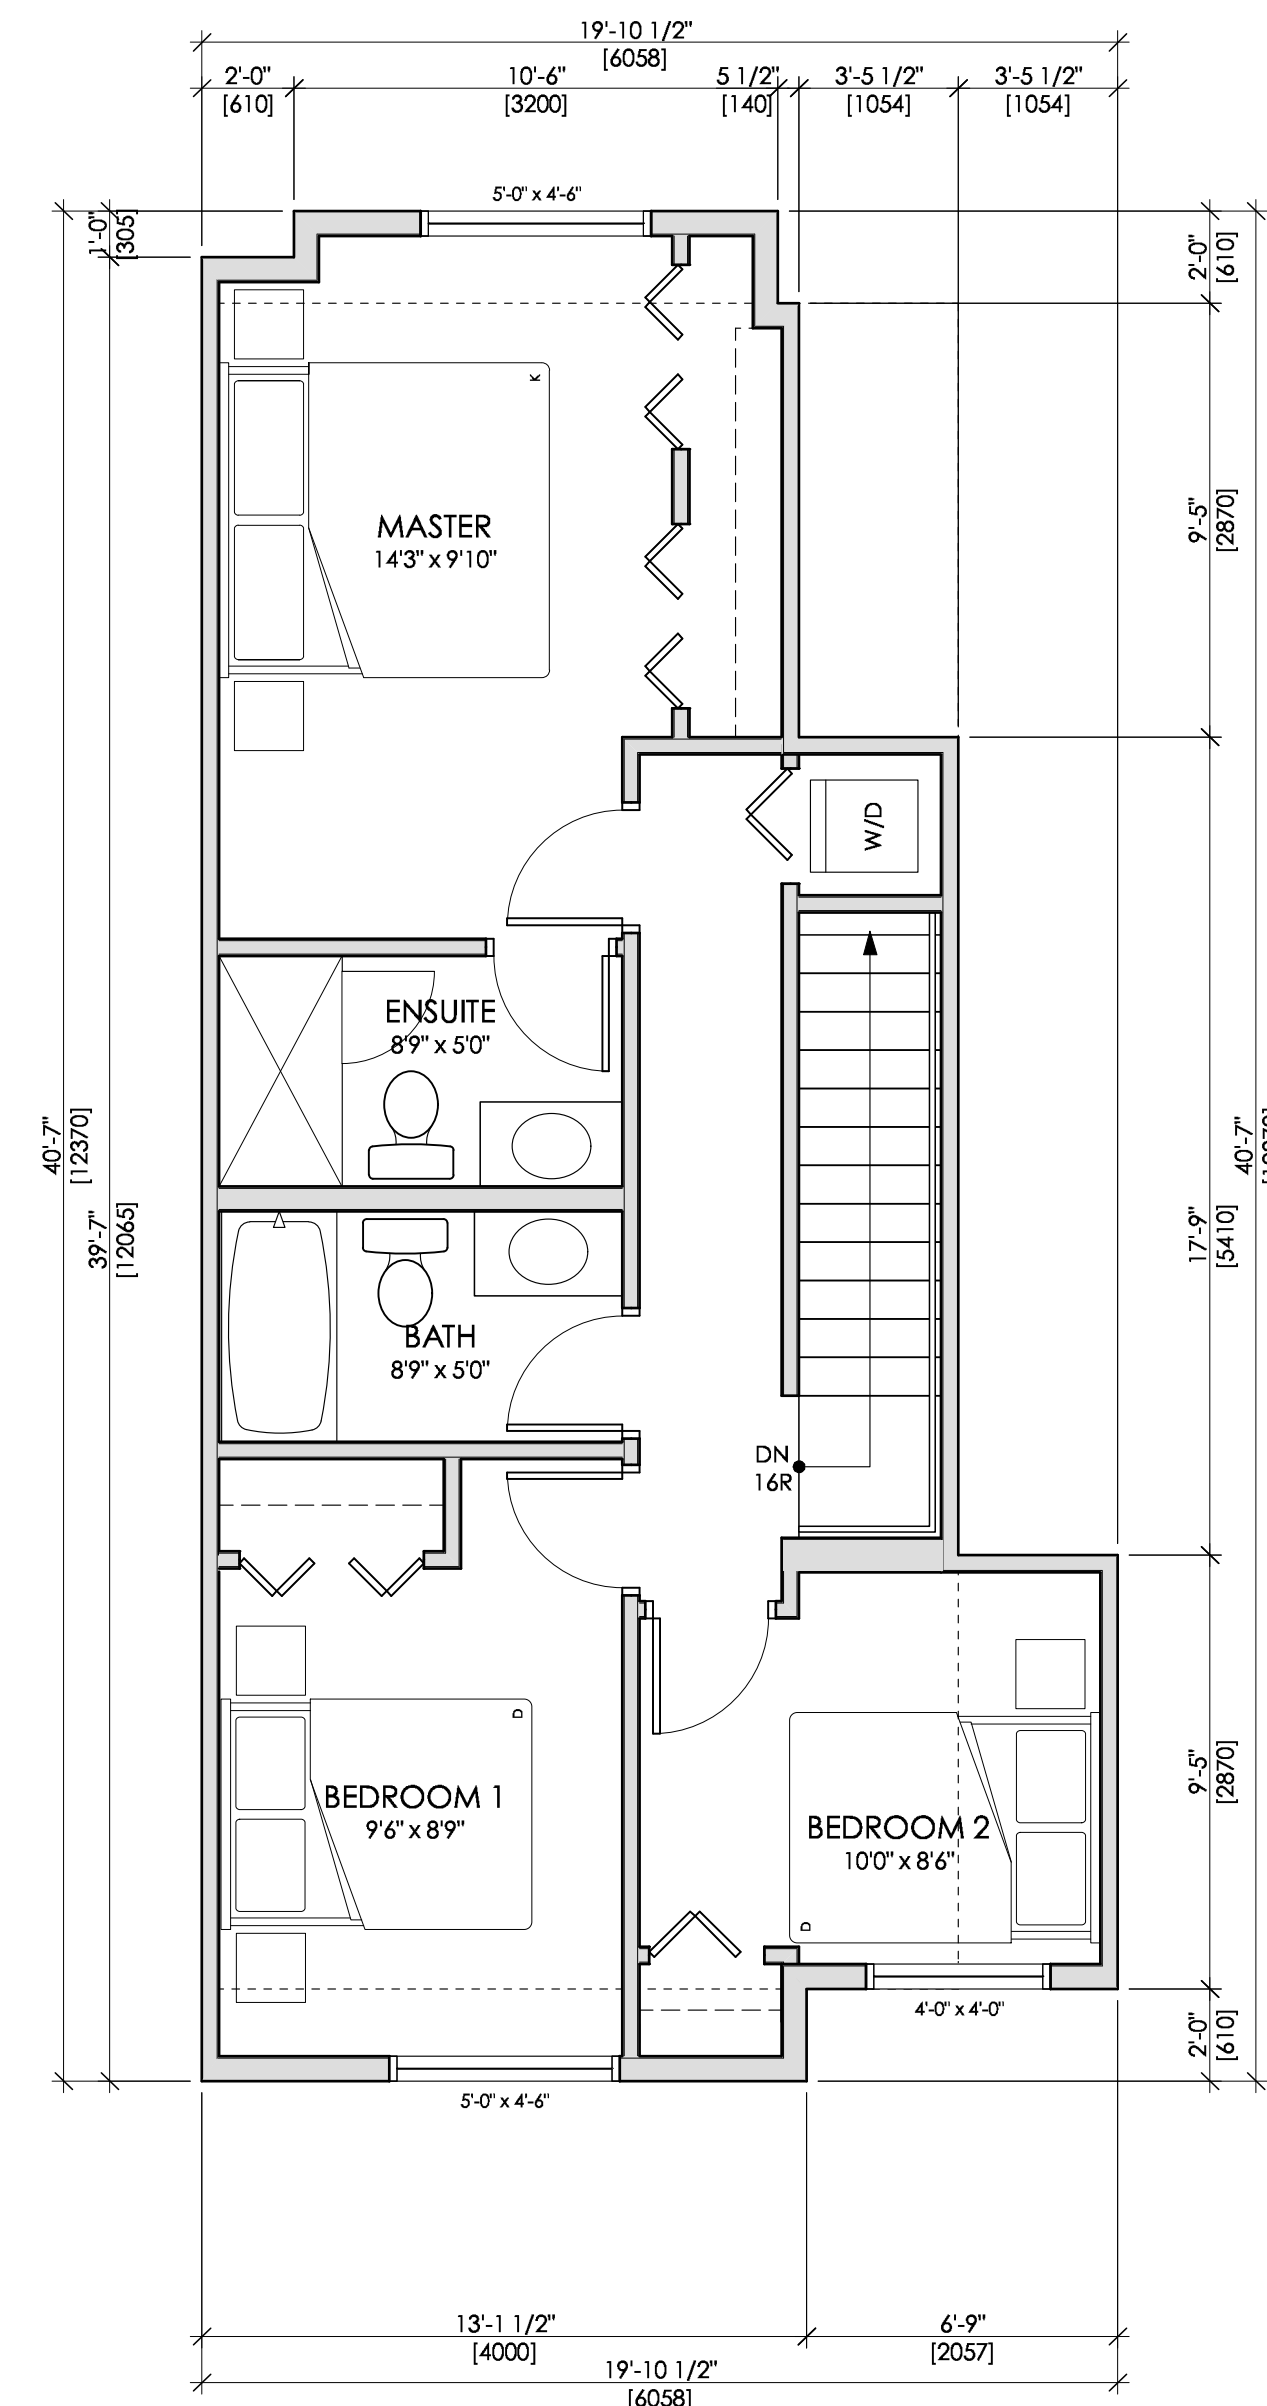 19'-10 1/2"
[6058]
2'-0"
[610]
10'-6"
[3200]
5 1/2"
[140]
3'-5 1/2"
[1054]
3'-5 1/2"
[1054]
5'-0" x 4'-6"
1'-0"
[305]
2'-0"
[610]
K
MASTER
14'3" x 9'10"
9'-5"
[2870]
W/D
ENSUITE
8'9" x 5'0"
40'-7"
[12370]
39'-7"
[12065]
17'-9"
[5410]
40'-7"
BATH
8'9" x 5'0"
DN
16R
D
BEDROOM 1
9'6" x 8'9"
BEDROOM 2
10'0" x 8'6"
D
9'-5"
[2870]
4'-0" x 4'-0"
2'-0"
[610]
5'-0" x 4'-6"
13'-1 1/2"
[4000]
6'-9"
[2057]
19'-10 1/2"
[6058]